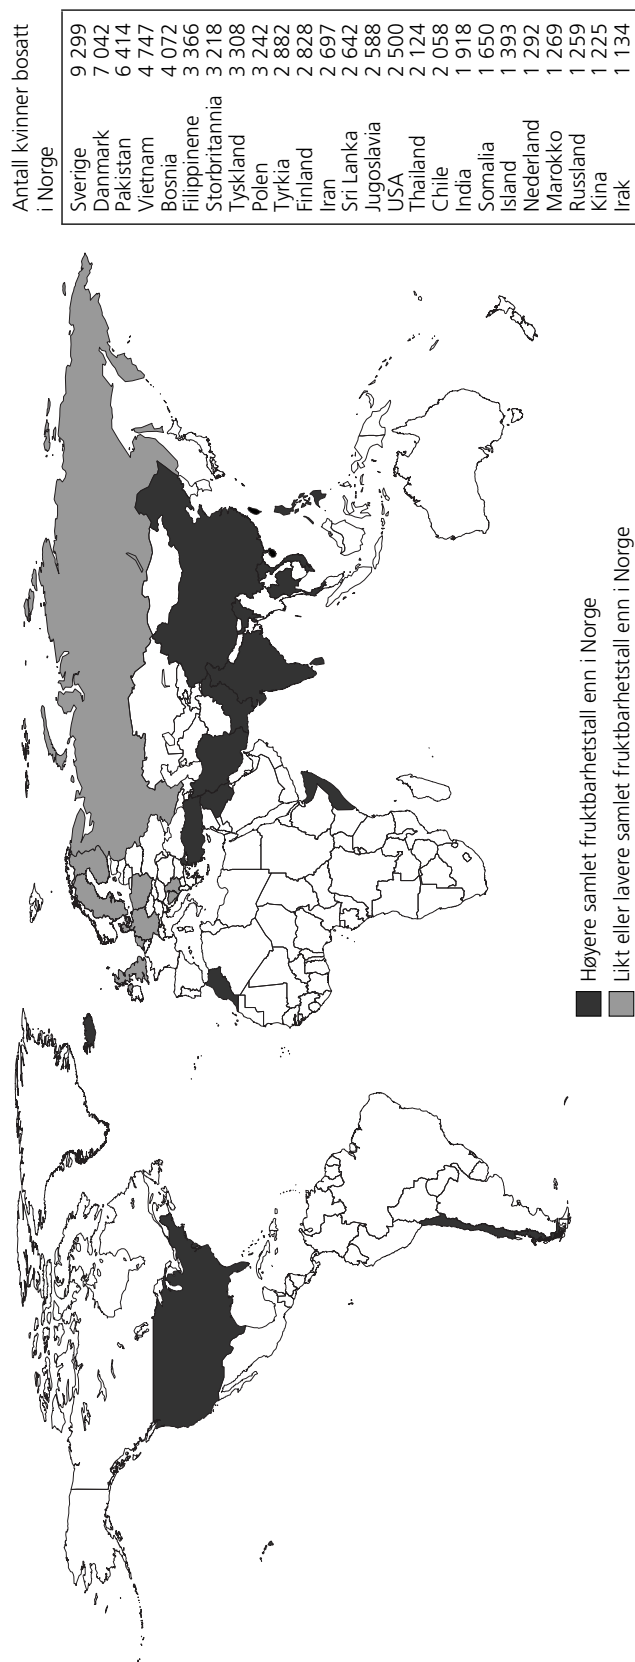 Antall kvinner bosatt
i Norge
Sverige 9 299
Danmark 7 042
Pakistan 6 414
Vietnam 4 747
Bosnia 4 072
Filippinene 3 366
Storbritannia 3 218
Tyskland 3 308
Polen 3 242
Tyrkia 2 882
Finland 2 828
Iran 2 697
Sri Lanka 2 642
Jugoslavia 2 588
USA 2 500
Thailand 2 124
Chile 2 058
India 1 918
Somalia 1 650
Island 1 393
Nederland 1 292
Marokko 1 269
Russland 1 259
Kina 1 225
Irak 1 134
Høyere samlet fruktbarhetstall enn i Norge
Likt eller lavere samlet fruktbarhetstall enn i Norge